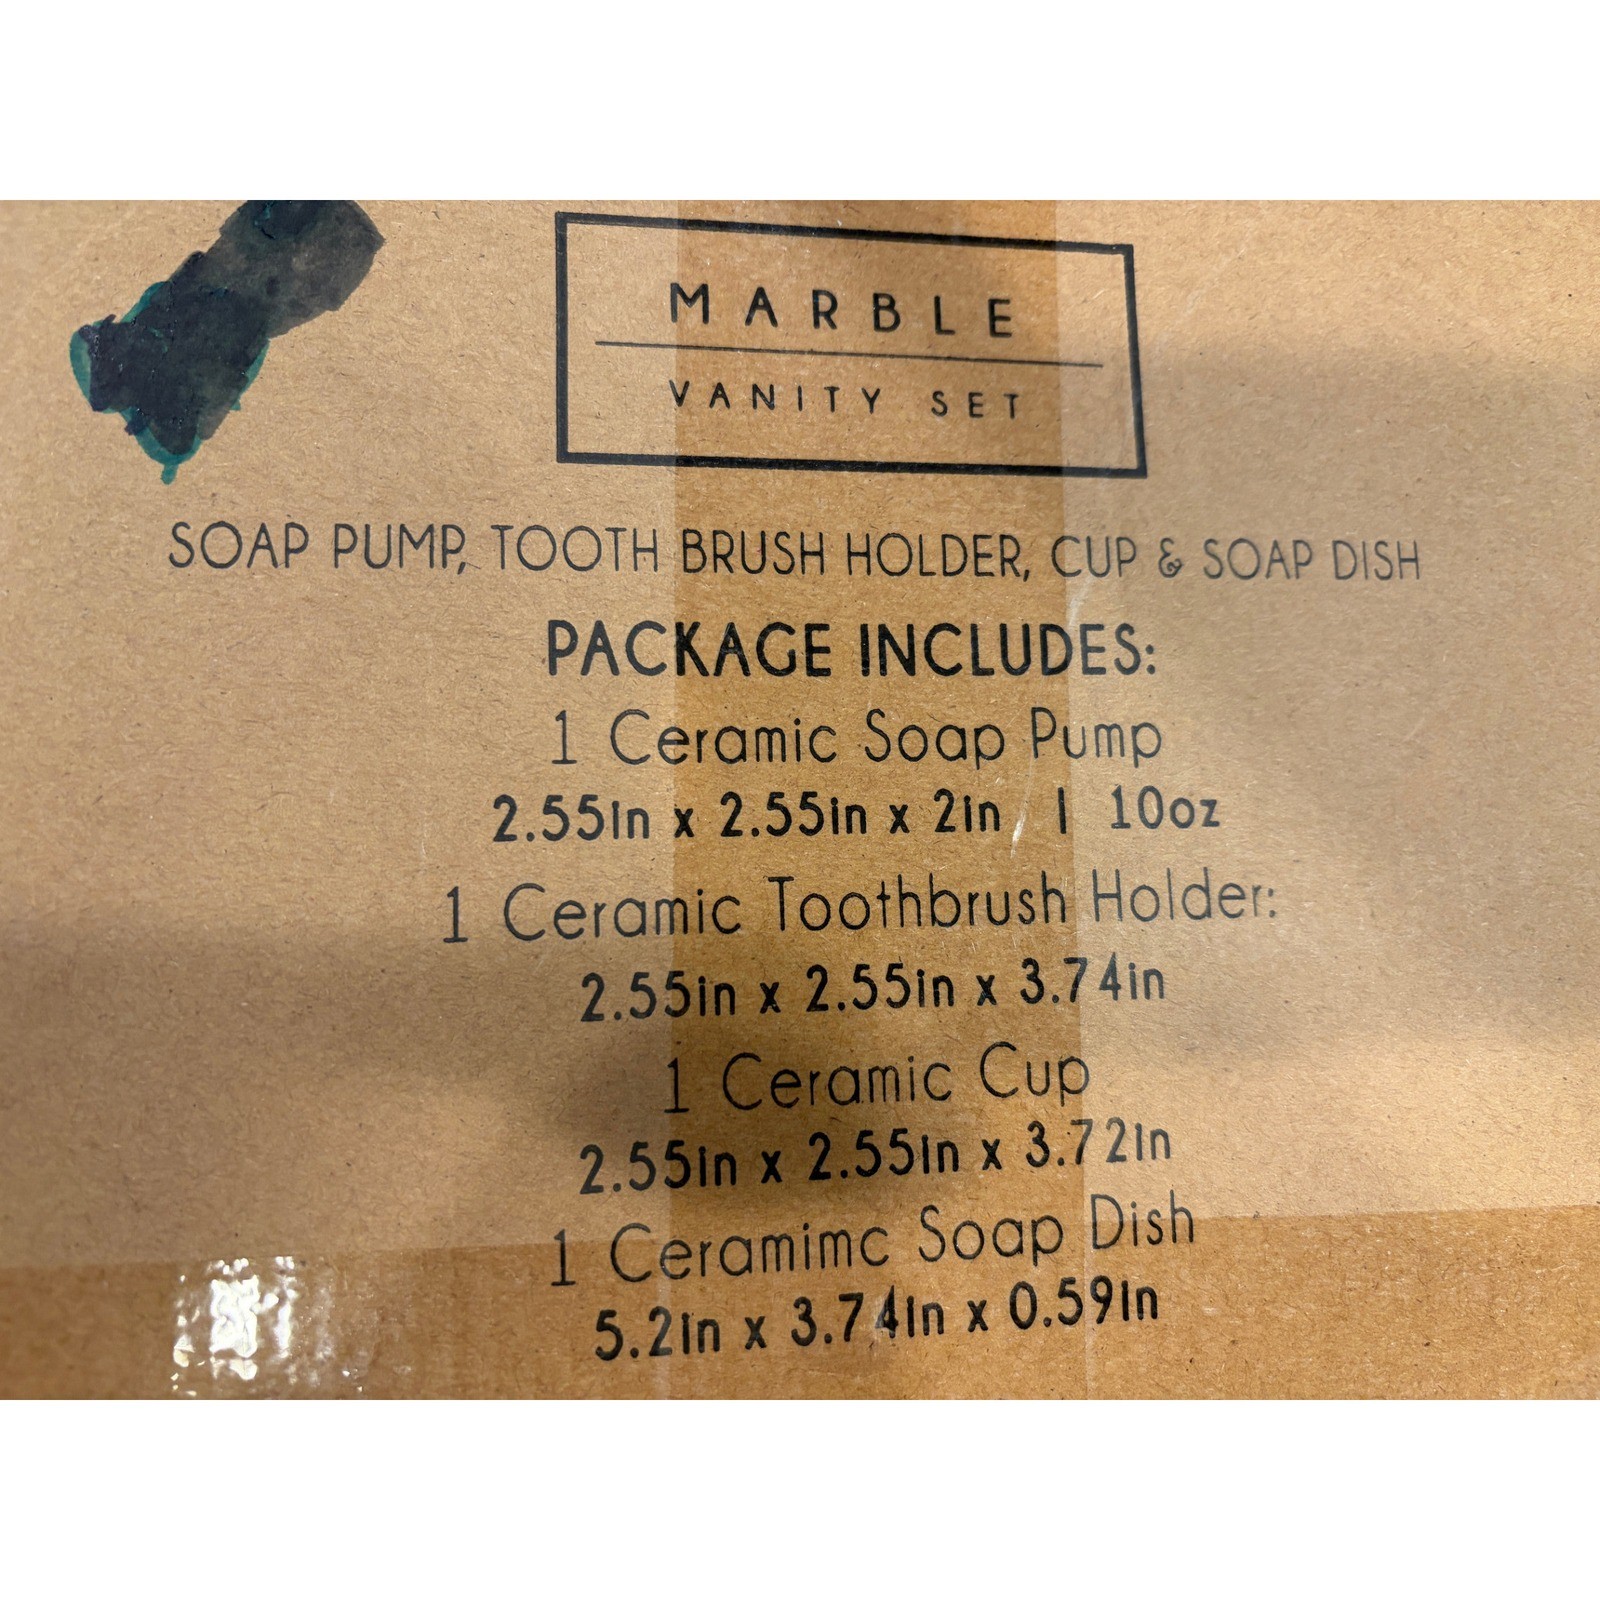 MARBLE
VANITY SET
SOAP PUMP, TOOTH BRUSH HOLDER, CUP & SOAP DISH
PACKAGE INCLUDES:
1 Ceramic Soap Pump
2.55in x 2.55in x 2in | 10oz
1 Ceramic Toothbrush Holder:
2.55in x 2.55in x 3.74in
1 Ceramic Cup
2.55in x 2.55in x 3.72in
1 Ceramimc Soap Dish
5.2in x 3.74in x 0.59in